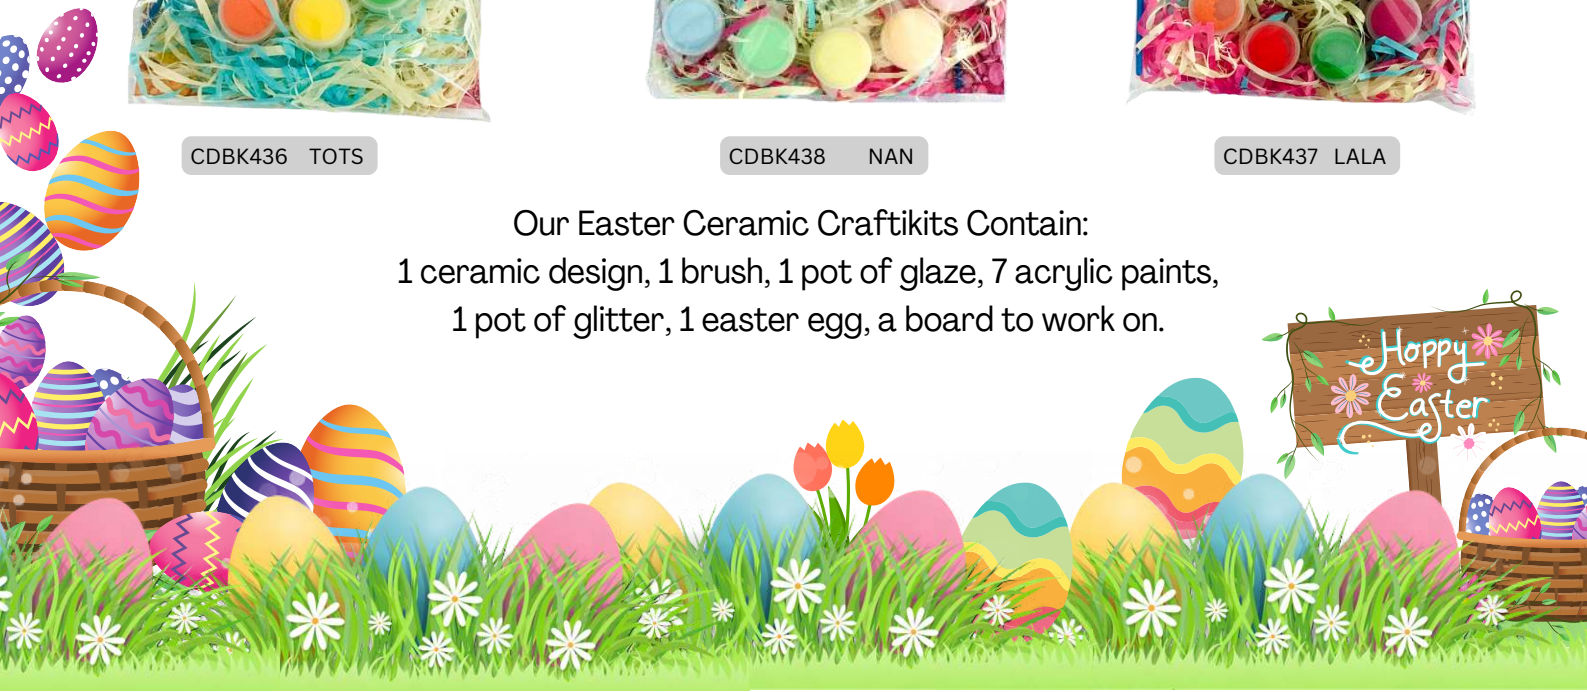 CDBK436 TOTS
CDBK438 NAN
CDBK437 LALA
Our Easter Ceramic Craftikits Contain:
1 ceramic design, 1 brush, 1 pot of glaze, 7 acrylic paints,
1 pot of glitter, 1 easter egg, a board to work on.
Hoppy
Easter